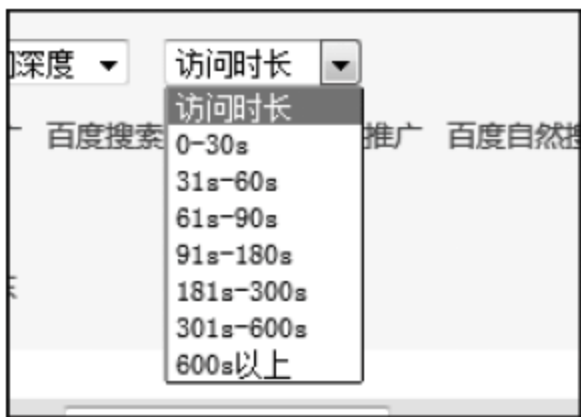 深度 访问时长
访问时长
百度搜索 推广 百度自然
0-30s
31s-60s
61s-90s
91s-180s
181s-300s
301s-600s
600s以上